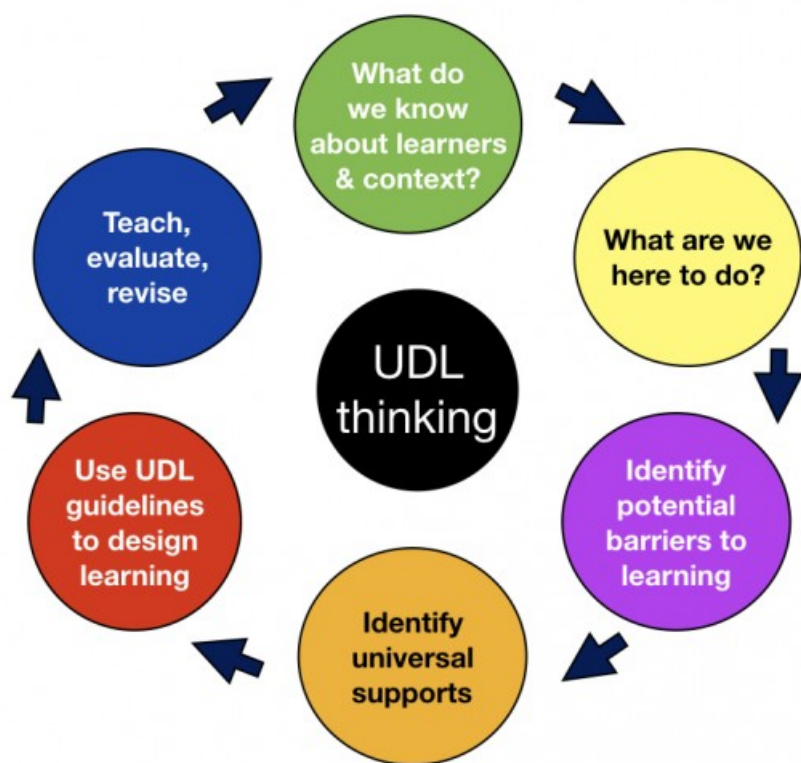 What do
we know
about learners
& context?
What are we
here to do?
Identify
potential
barriers to
learning
Identify
universal
supports
Use UDL
guidelines
to design
learning
Teach,
evaluate,
revise
UDL
thinking